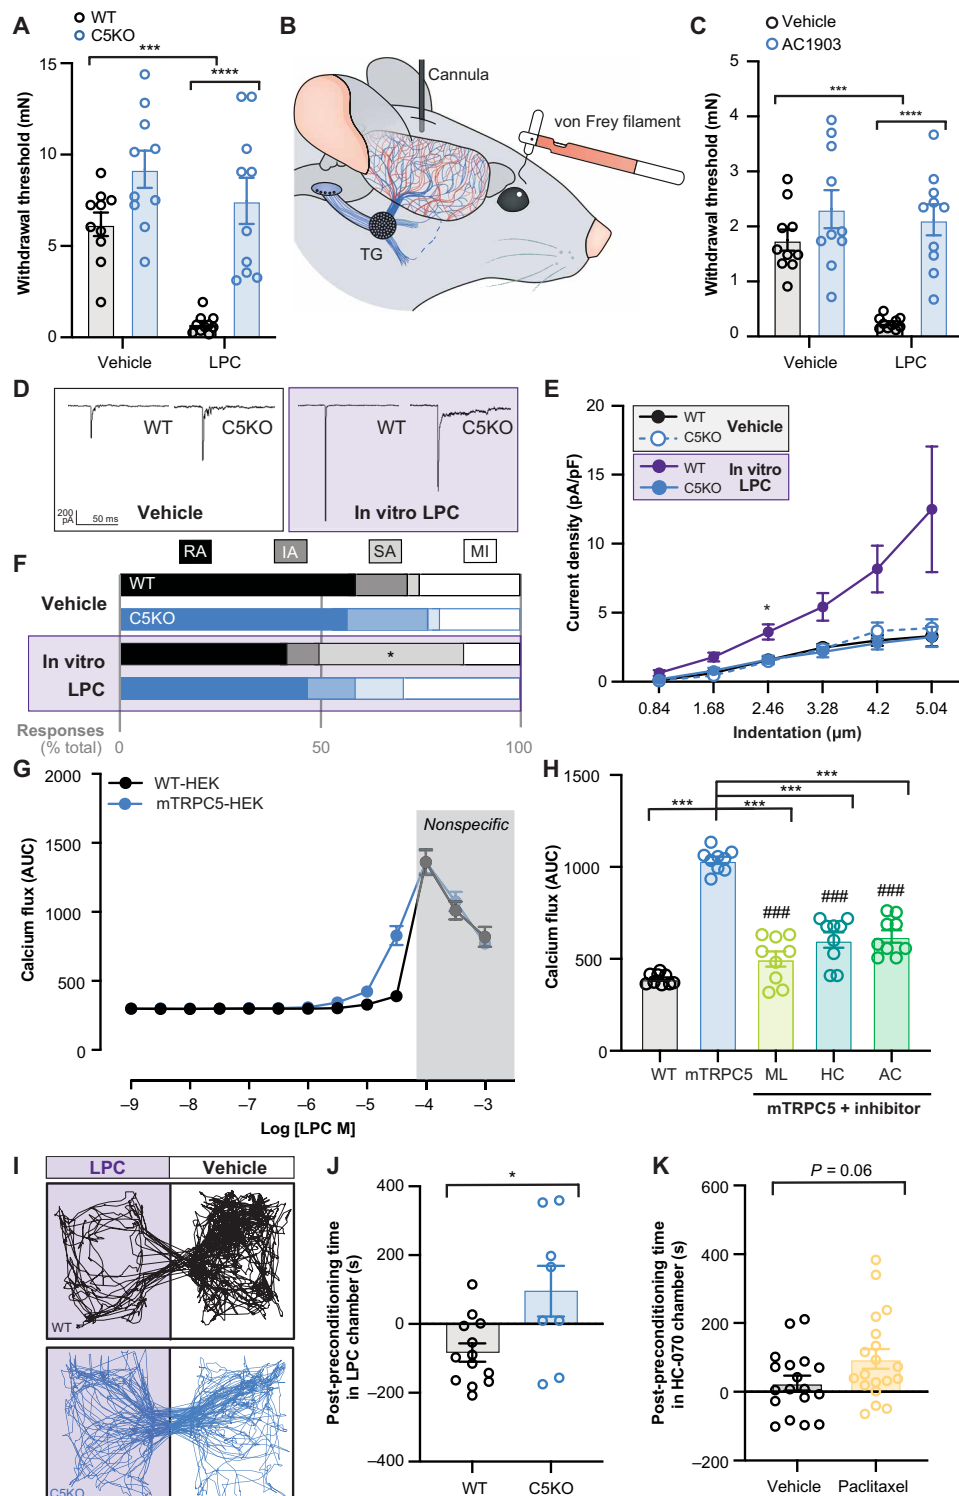 A
WT
C5KO
***
****
Withdrawal threshold (mN)
15
10
5
0
Vehicle
LPC
B
Cannula
von Frey filament
TG
C
Vehicle
AC1903
***
****
Withdrawal threshold (mN)
5
4
3
2
1
0
Vehicle
LPC
D
WT
C5KO
200
pA
50 ms
Vehicle
WT
C5KO
In vitro LPC
E
Current density (pA/pF)
20
15
10
5
0
WT
C5KO
Vehicle
WT
C5KO
In vitro
LPC
*
0.84
1.68
2.46
3.28
4.2
5.04
Indentation (µm)
RA
IA
SA
MI
F
Vehicle
WT
C5KO
In vitro
LPC
*
Responses
(% total)
0
50
100
G
WT-HEK
mTRPC5-HEK
Nonspecific
Calcium flux (AUC)
2000
1500
1000
500
0
–9
–8
–7
–6
–5
–4
–3
Log [LPC M]
H
Calcium flux (AUC)
1500
1000
500
0
***
***
***
***
###
###
###
WT
mTRPC5
ML
HC
AC
mTRPC5 + inhibitor
I
LPC
Vehicle
WT
C5KO
J
*
Post-preconditioning time
in LPC chamber (s)
400
200
0
–200
–400
WT
C5KO
K
P = 0.06
Post-preconditioning time
in HC-070 chamber (s)
600
400
200
0
–200
Vehicle
Paclitaxel